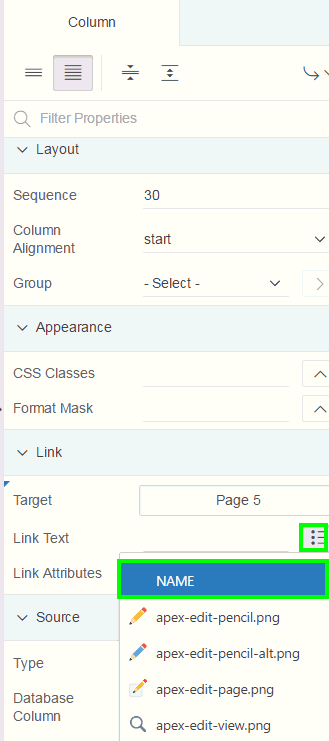 Column
Filter Properties
Layout
Sequence 30
Column
Alignment start
Group - Select -
Appearance
CSS Classes
Format Mask
Link
Target Page 5
Link Text
Link Attributes NAME
Source apex-edit-pencil.png
apex-edit-pencil-alt.png
Type apex-edit-page.png
Database
Column apex-edit-view.png